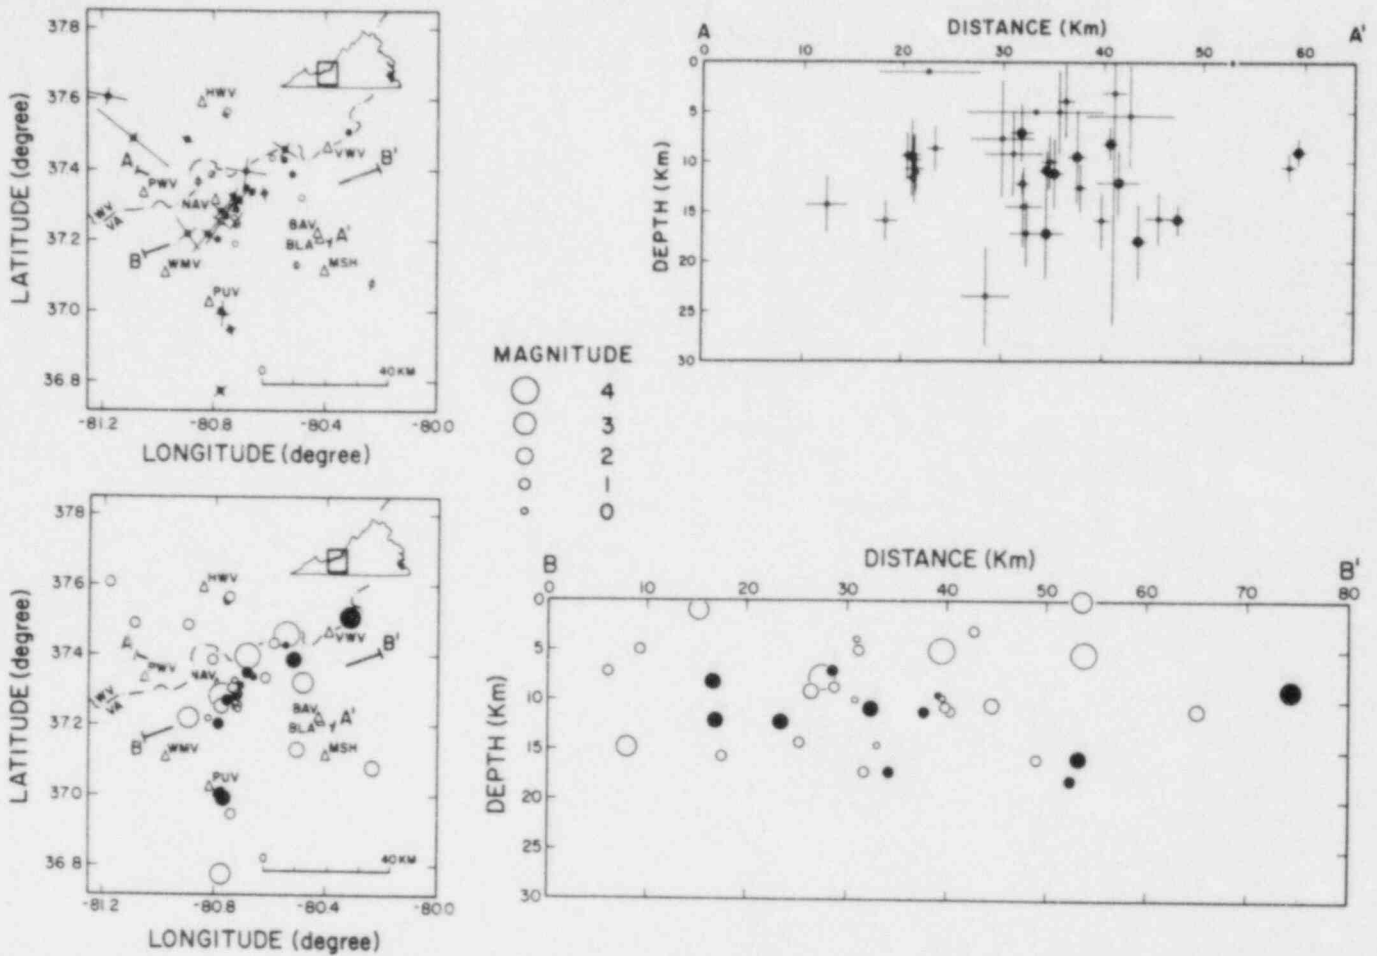 LATITUDE (degree)
37.8
37.6
37.4
37.2
37.0
36.8
-81.2
-80.8
-80.4
-80.0
LONGITUDE (degree)
HWV
VWV
A
PWV
NAV
B'
WV
VA
BAV
BLA
A'
B
WMV
MSH
PUV
0
40 KM
A
DISTANCE (Km)
A'
0
10
20
30
40
50
60
DEPTH (Km)
0
5
10
15
20
25
30
MAGNITUDE
4
3
2
1
0
LATITUDE (degree)
37.8
37.6
37.4
37.2
37.0
36.8
-81.2
-80.8
-80.4
-80.0
LONGITUDE (degree)
HWV
VWV
A
PWV
NAV
B'
WV
VA
BAV
BLA
A'
B
WMV
MSH
PUV
0
40 KM
B
DISTANCE (Km)
B'
10
20
30
40
50
60
70
80
DEPTH (Km)
0
5
10
15
20
25
30